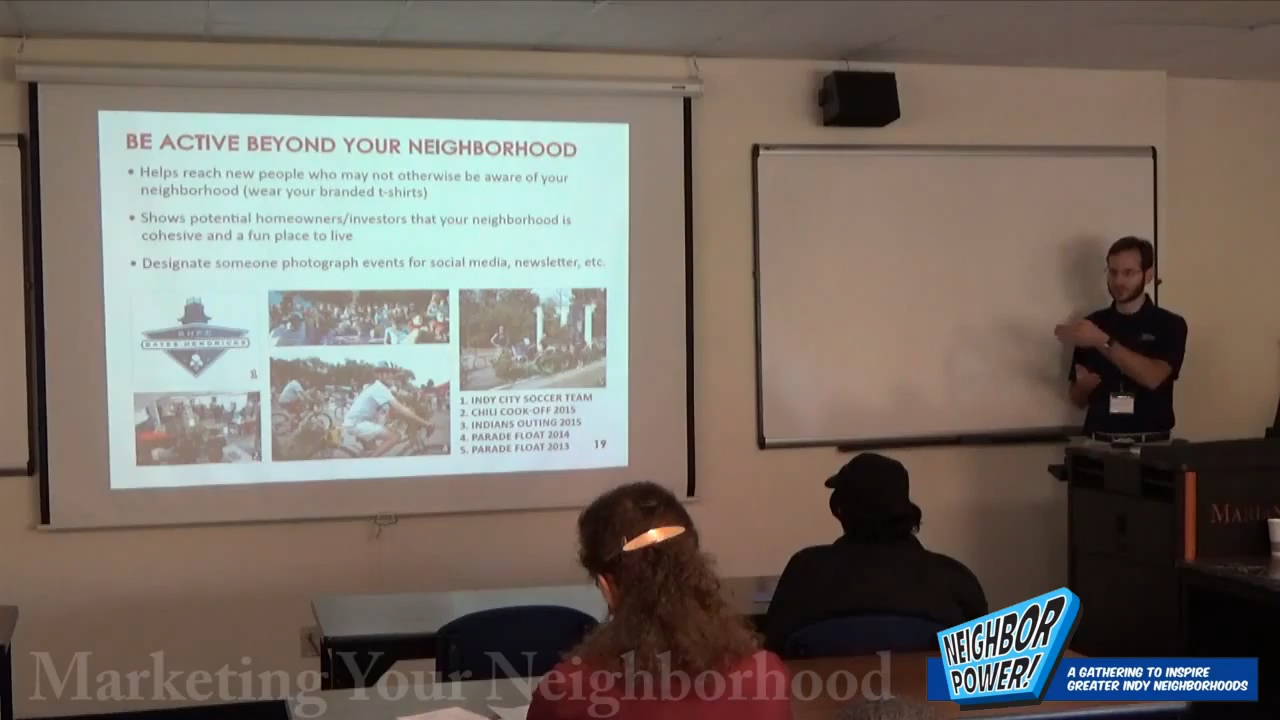 BE ACTIVE BEYOND YOUR NEIGHBORHOOD
• Helps reach new people who may not otherwise be aware of your
neighborhood (wear your branded t-shirts)
• Shows potential homeowners/investors that your neighborhood is
cohesive and a fun place to live
• Designate someone photograph events for social media, newsletter, etc.
BHFC
BATES HENDRICKS
1. INDY CITY SOCCER TEAM
2. CHILI COOK-OFF 2015
3. INDIANS OUTING 2015
4. PARADE FLOAT 2014
5. PARADE FLOAT 2013
19
Marketing Your Neighborhood
NEIGHBOR
POWER!
A GATHERING TO INSPIRE
GREATER INDY NEIGHBORHOODS